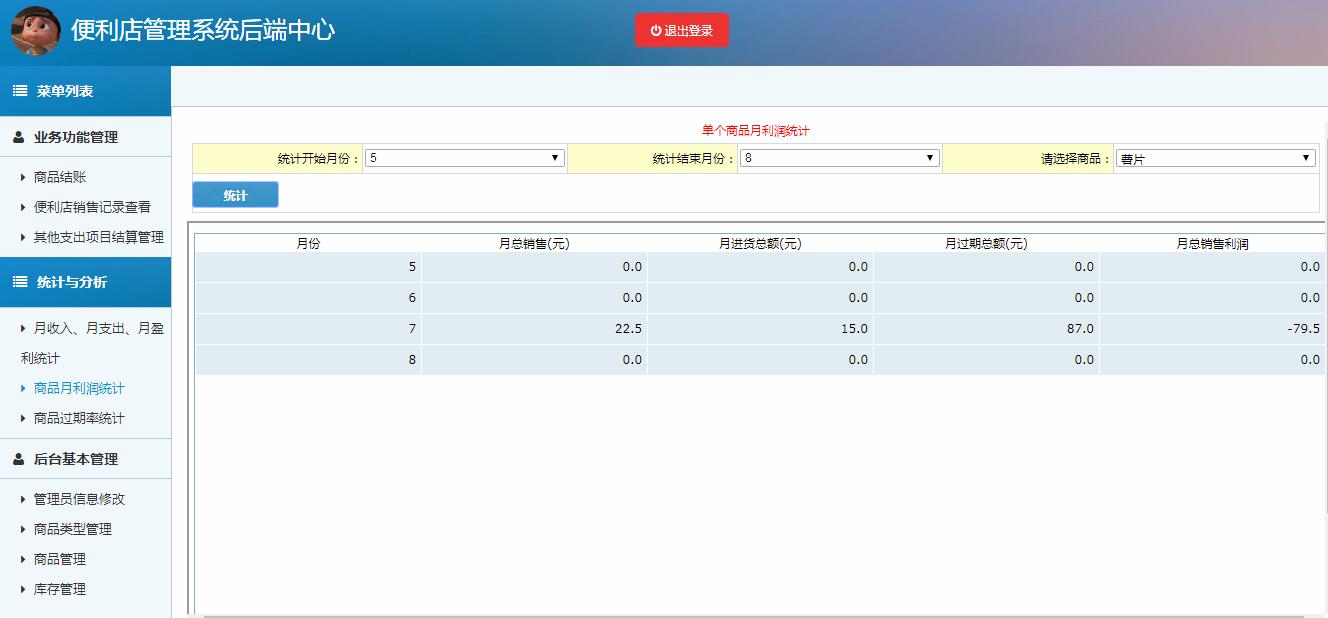 便利店管理系统后端中心
退出登录
菜单列表
业务功能管理
商品结账
便利店销售记录查看
其他支出项目结算管理
统计与分析
月收入、月支出、月盈
利统计
商品月利润统计
商品过期率统计
后台基本管理
管理员信息修改
商品类型管理
商品管理
库存管理
单个商品月利润统计
统计开始月份： 5 统计结束月份： 8 请选择商品： 薯片
统计
月份 月总销售(元) 月进货总额(元) 月过期总额(元) 月总销售利润
5 0.0 0.0 0.0 0.0
6 0.0 0.0 0.0 0.0
7 22.5 15.0 87.0 -79.5
8 0.0 0.0 0.0 0.0